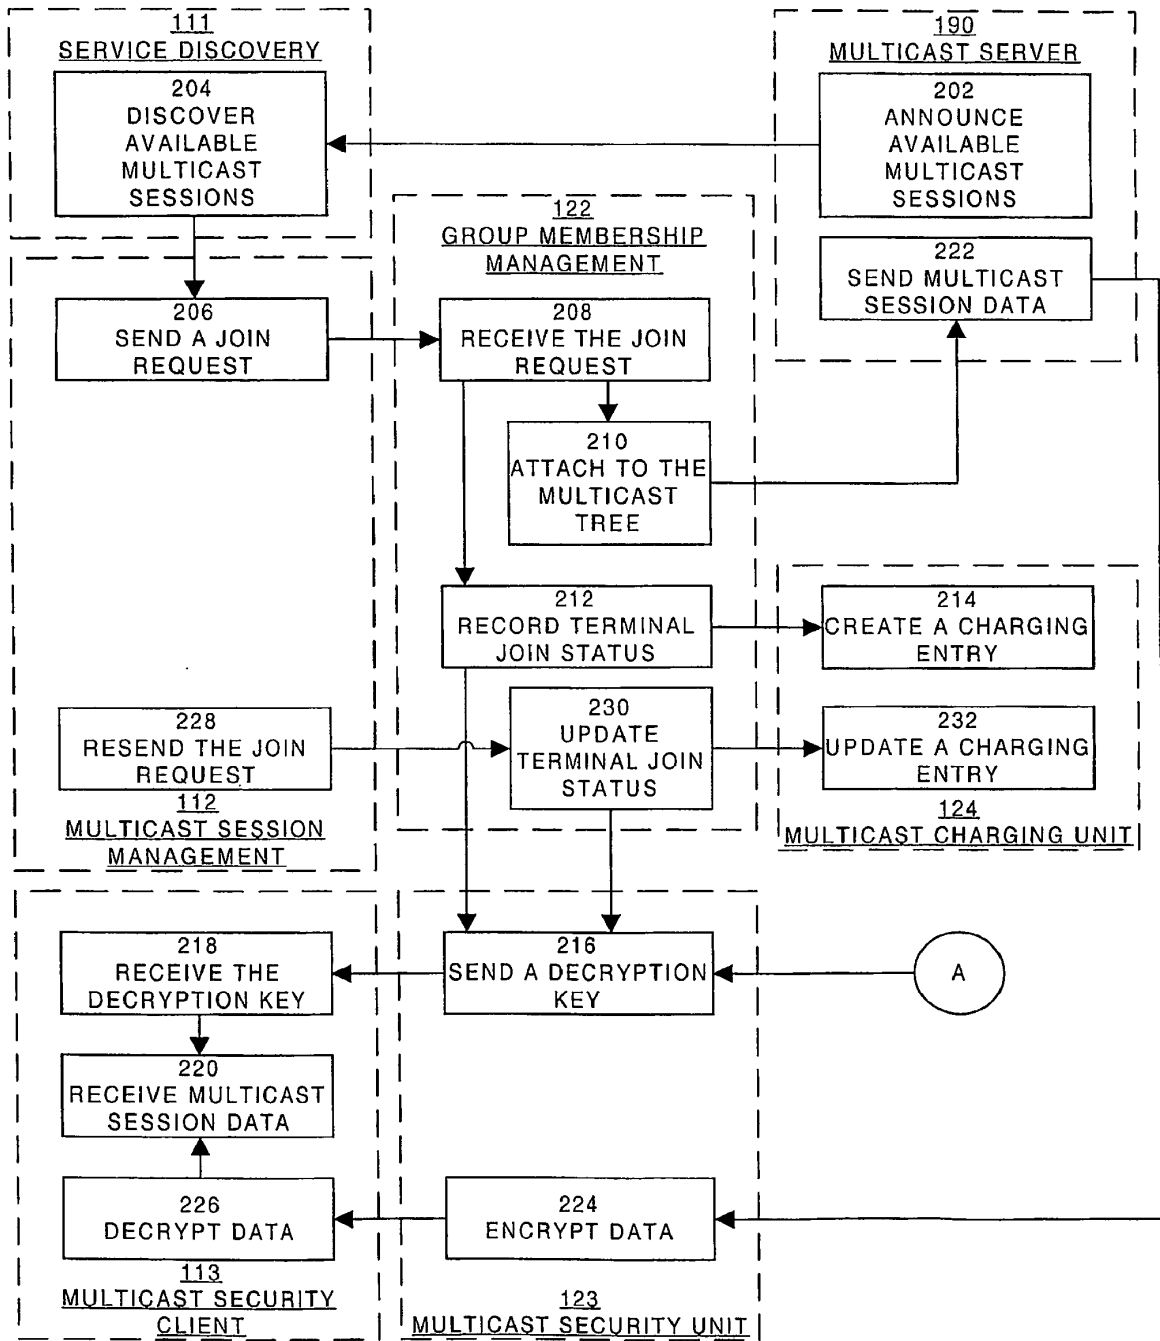 111
SERVICE DISCOVERY
204
DISCOVER
AVAILABLE
MULTICAST
SESSIONS
190
MULTICAST SERVER
202
ANNOUNCE
AVAILABLE
MULTICAST
SESSIONS
222
SEND MULTICAST
SESSION DATA
122
GROUP MEMBERSHIP
MANAGEMENT
206
SEND A JOIN
REQUEST
208
RECEIVE THE JOIN
REQUEST
210
ATTACH TO THE
MULTICAST
TREE
212
RECORD TERMINAL
JOIN STATUS
214
CREATE A CHARGING
ENTRY
228
RESEND THE JOIN
REQUEST
112
MULTICAST SESSION
MANAGEMENT
230
UPDATE
TERMINAL JOIN
STATUS
232
UPDATE A CHARGING
ENTRY
124
MULTICAST CHARGING UNIT
218
RECEIVE THE
DECRYPTION KEY
216
SEND A DECRYPTION
KEY
A
220
RECEIVE MULTICAST
SESSION DATA
226
DECRYPT DATA
224
ENCRYPT DATA
113
MULTICAST SECURITY
CLIENT
123
MULTICAST SECURITY UNIT